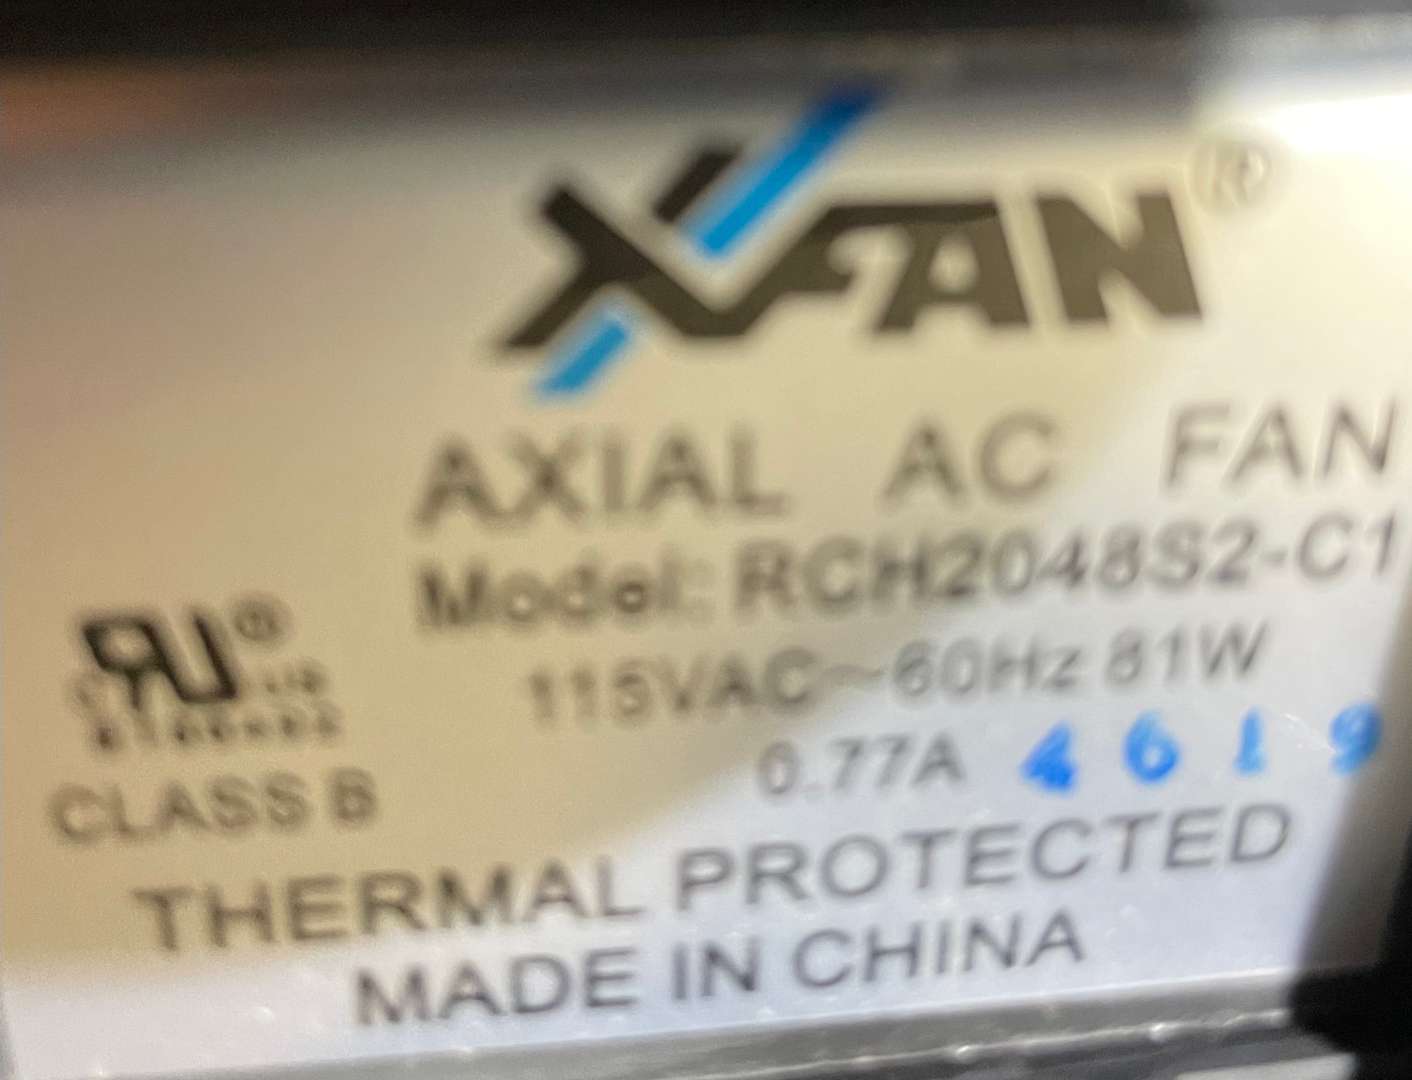 XFAN®
AXIAL AC FAN
Model: RCH2048S2-C1
115VAC~60Hz 81W
0.77A 4619
RU®
CLASS B
THERMAL PROTECTED
MADE IN CHINA